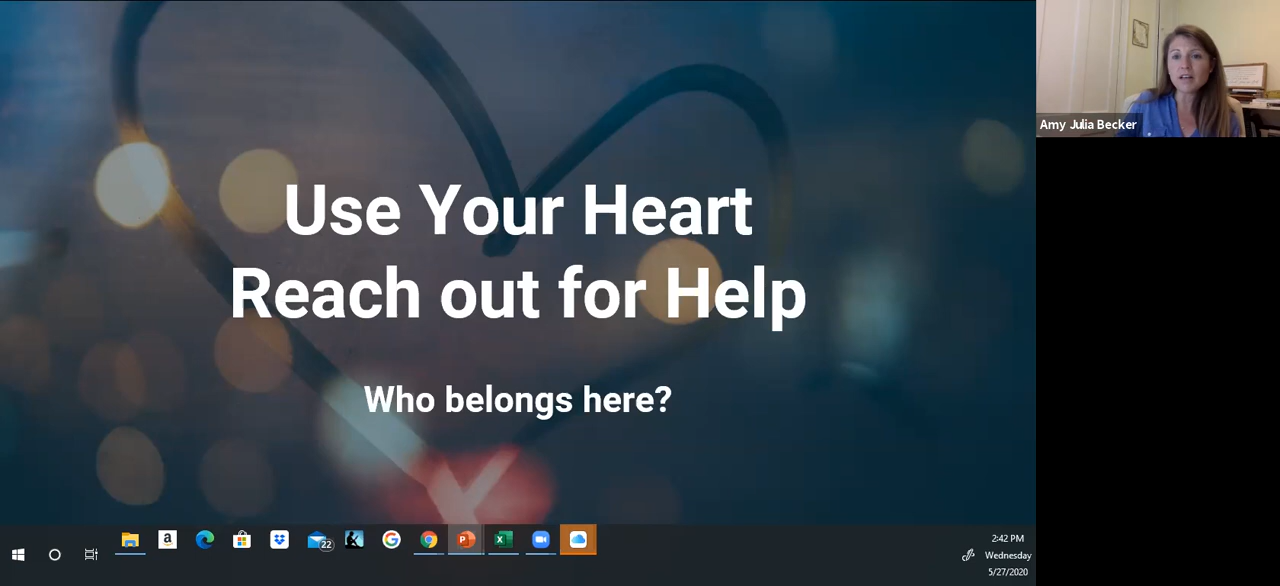 Use Your Heart
Reach out for Help
Who belongs here?
Amy Julia Becker
22
2:42 PM
Wednesday
5/27/2020